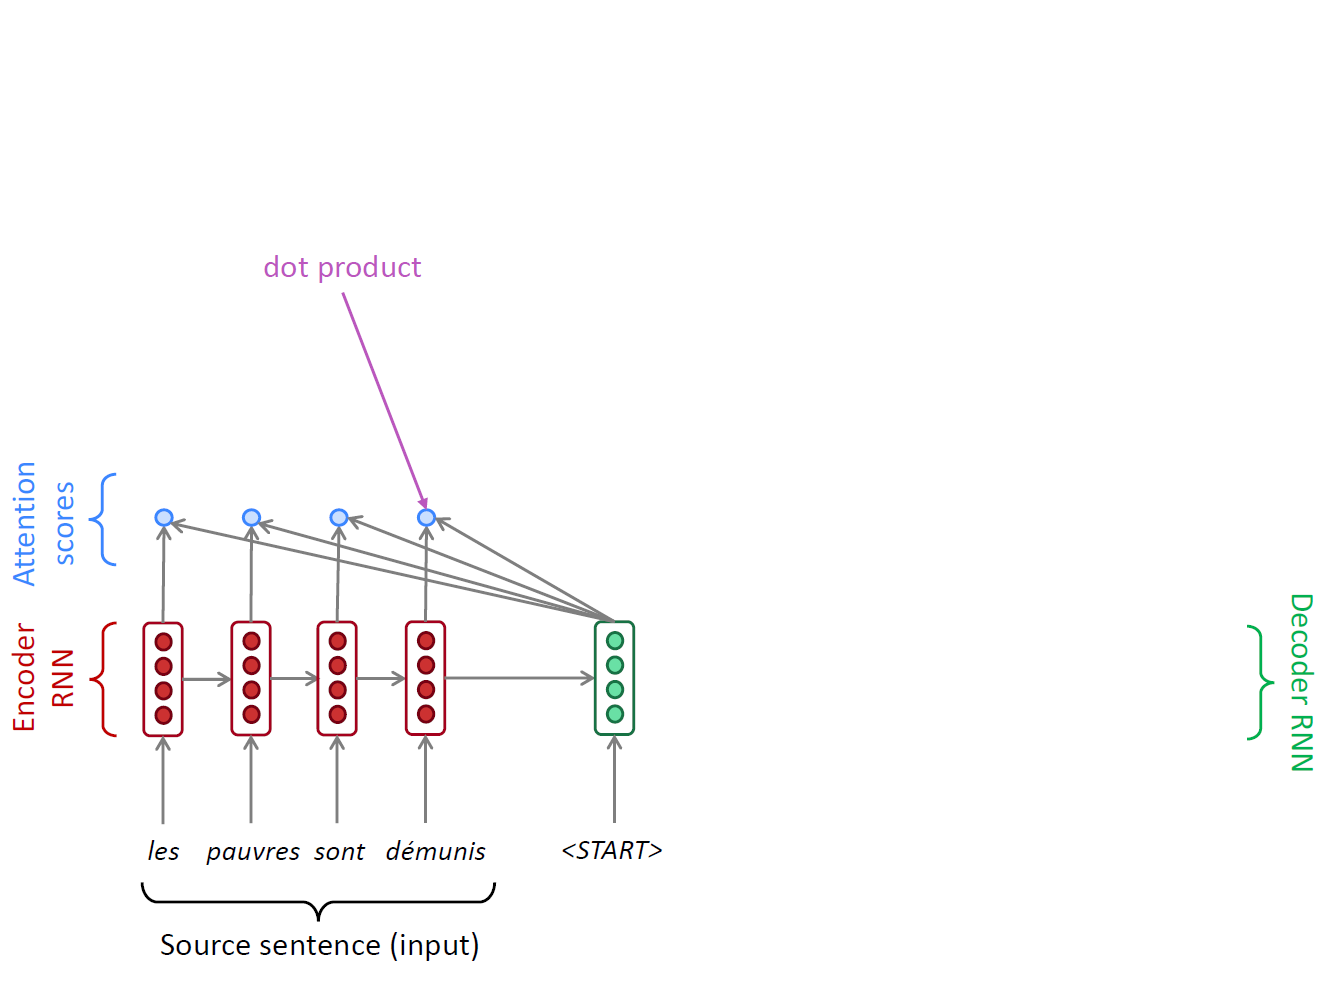 dot product
Attention
scores
Encoder
RNN
Decoder RNN
les pauvres sont démunis <START>
Source sentence (input)